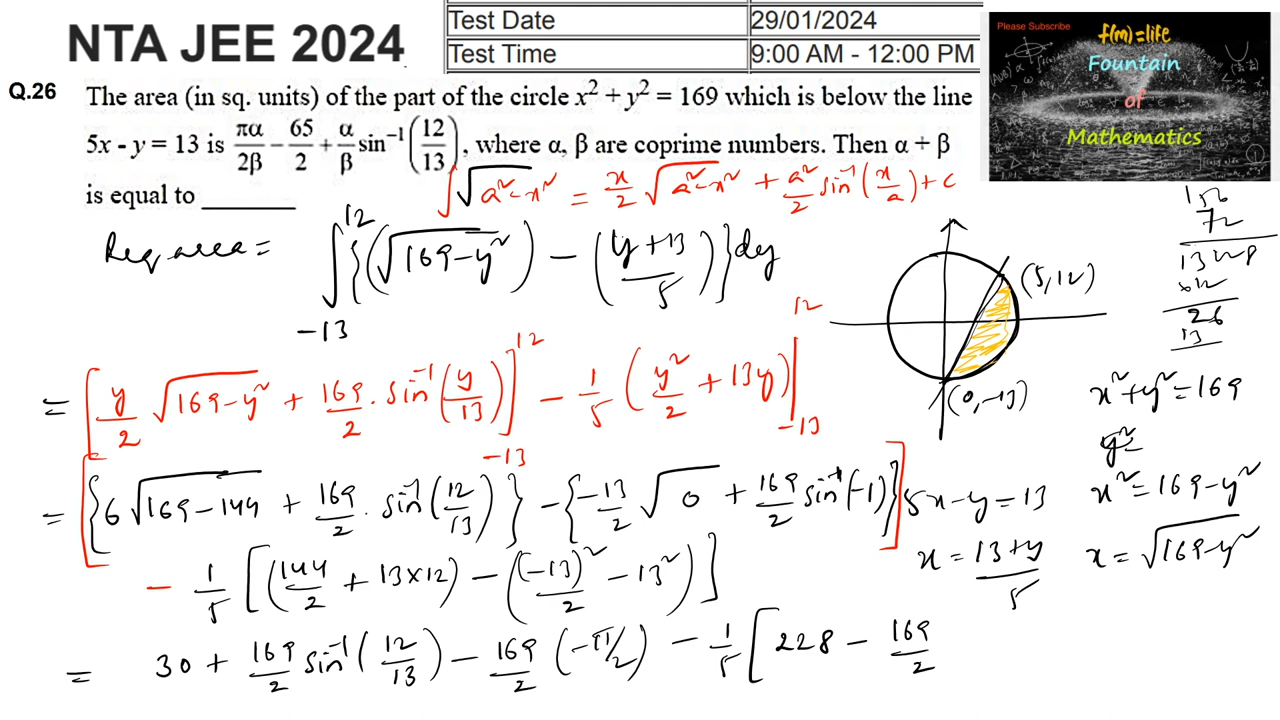 NTA JEE 2024
Test Date 29/01/2024
Test Time 9:00 AM - 12:00 PM
Please Subscribe
f(m)=life
Fountain
of
Mathematics
Q.26 The area (in sq. units) of the part of the circle x² + y² = 169 which is below the line
5x - y = 13 is πα/2β − 65/2 + α/β sin⁻¹(12/13), where α, β are coprime numbers. Then α + β
is equal to ________
∫√a²-x² = x/2 √a²-x² + a²/2 sin⁻¹(x/a) + c
Req area = ∫₋₁₃¹² {(√169-y²) - (y+13/5)} dy
= [y/2 √169-y² + 169/2 . sin⁻¹(y/13)]₋₁₃¹² - 1/5 (y²/2 + 13y)|₋₁₃¹²
= [{6√169-144 + 169/2 . sin⁻¹(12/13)} - {-13/2 √0 + 169/2 sin⁻¹(-1)}]
- 1/5 [(144/2 + 13×12) - ((-13)²/2 - 13²)]
= 30 + 169/2 sin⁻¹(12/13) - 169/2 (-π/2) - 1/5 [228 - 169/2
(5, 12)
(0, -13)
156
72
26
13
x²+y²=169
y²=
x²=169-y²
x=√169-y²
5x-y=13
x=13+y/5